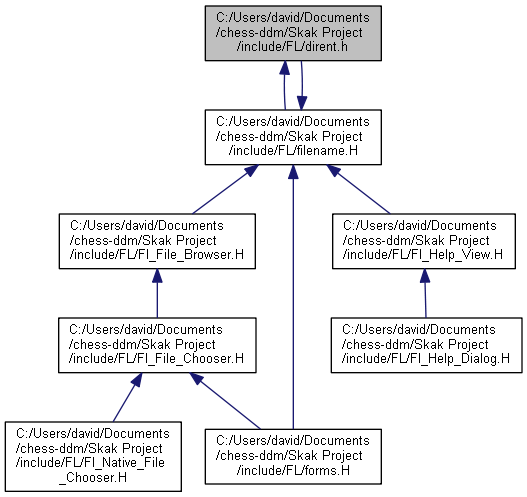 C:/Users/david/Documents
/chess-ddm/Skak Project
/include/FL/dirent.h
C:/Users/david/Documents
/chess-ddm/Skak Project
/include/FL/filename.H
C:/Users/david/Documents
/chess-ddm/Skak Project
/include/FL/Fl_File_Browser.H
C:/Users/david/Documents
/chess-ddm/Skak Project
/include/FL/Fl_Help_View.H
C:/Users/david/Documents
/chess-ddm/Skak Project
/include/FL/Fl_File_Chooser.H
C:/Users/david/Documents
/chess-ddm/Skak Project
/include/FL/Fl_Help_Dialog.H
C:/Users/david/Documents
/chess-ddm/Skak Project
/include/FL/Fl_Native_File
_Chooser.H
C:/Users/david/Documents
/chess-ddm/Skak Project
/include/FL/forms.H